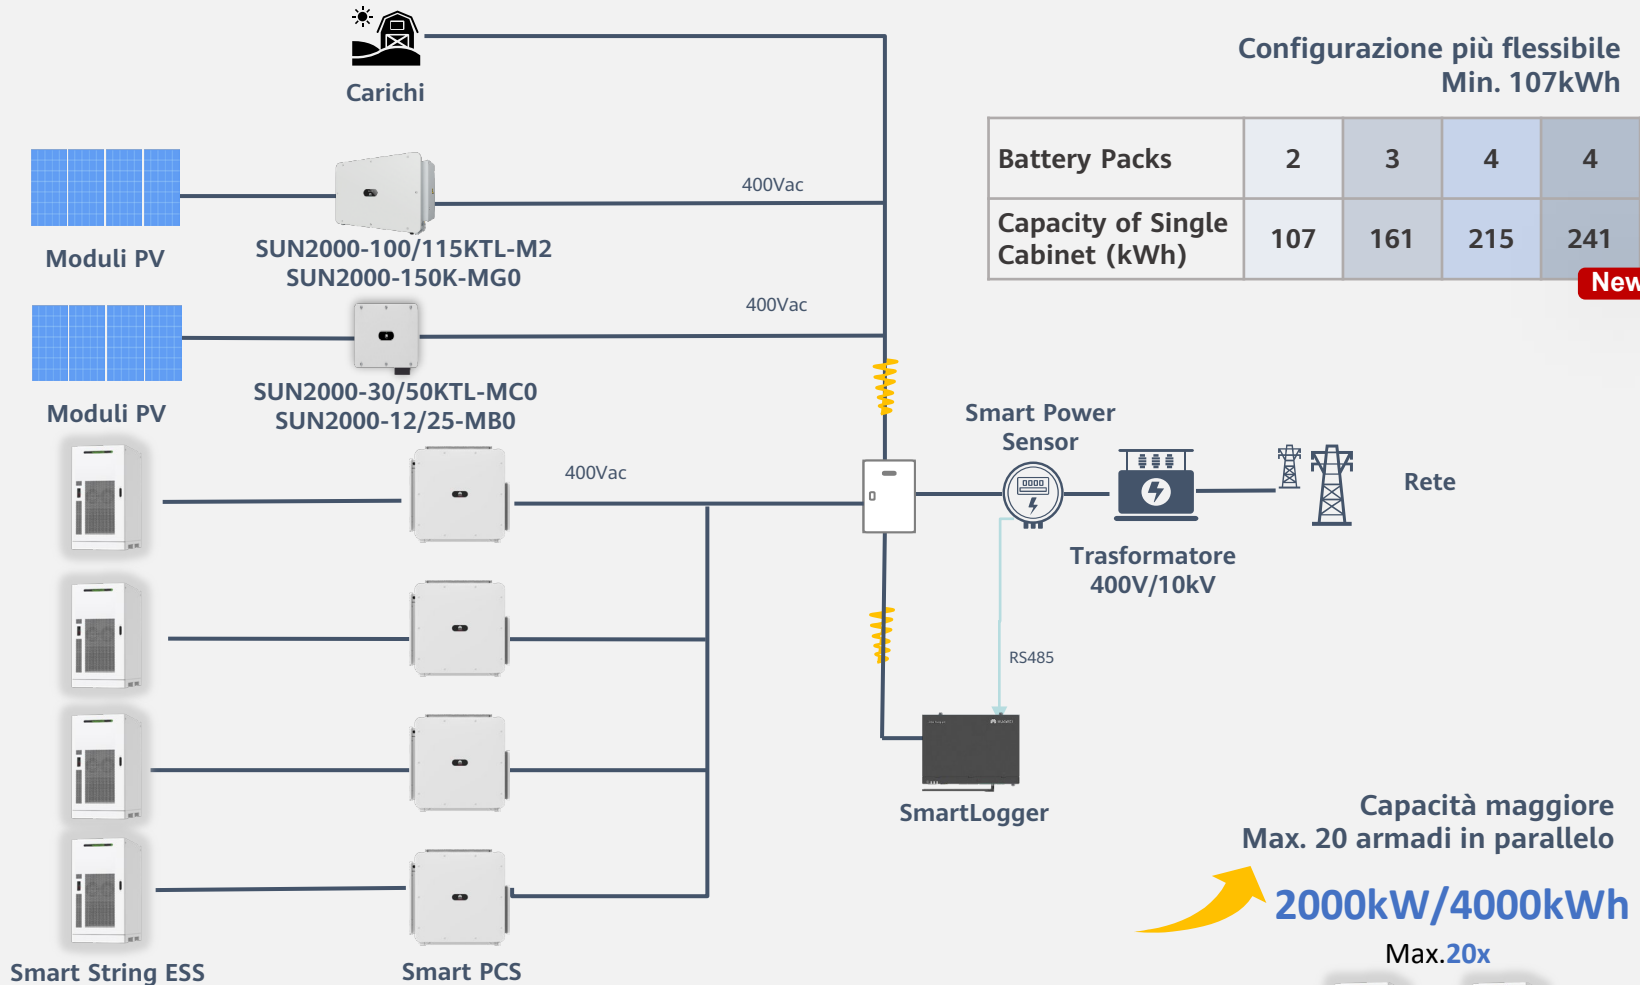 Carichi
Configurazione più flessibile
Min. 107kWh
Battery Packs 2 3 4 4
Capacity of Single
Cabinet (kWh) 107 161 215 241
New
400Vac
Moduli PV
SUN2000-100/115KTL-M2
SUN2000-150K-MG0
400Vac
Moduli PV
SUN2000-30/50KTL-MC0
SUN2000-12/25-MB0
400Vac
Smart Power
Sensor
Rete
Trasformatore
400V/10kV
RS485
HUAWEI
SmartLogger
Capacità maggiore
Max. 20 armadi in parallelo
2000kW/4000kWh
Max.20x
Smart String ESS
Smart PCS